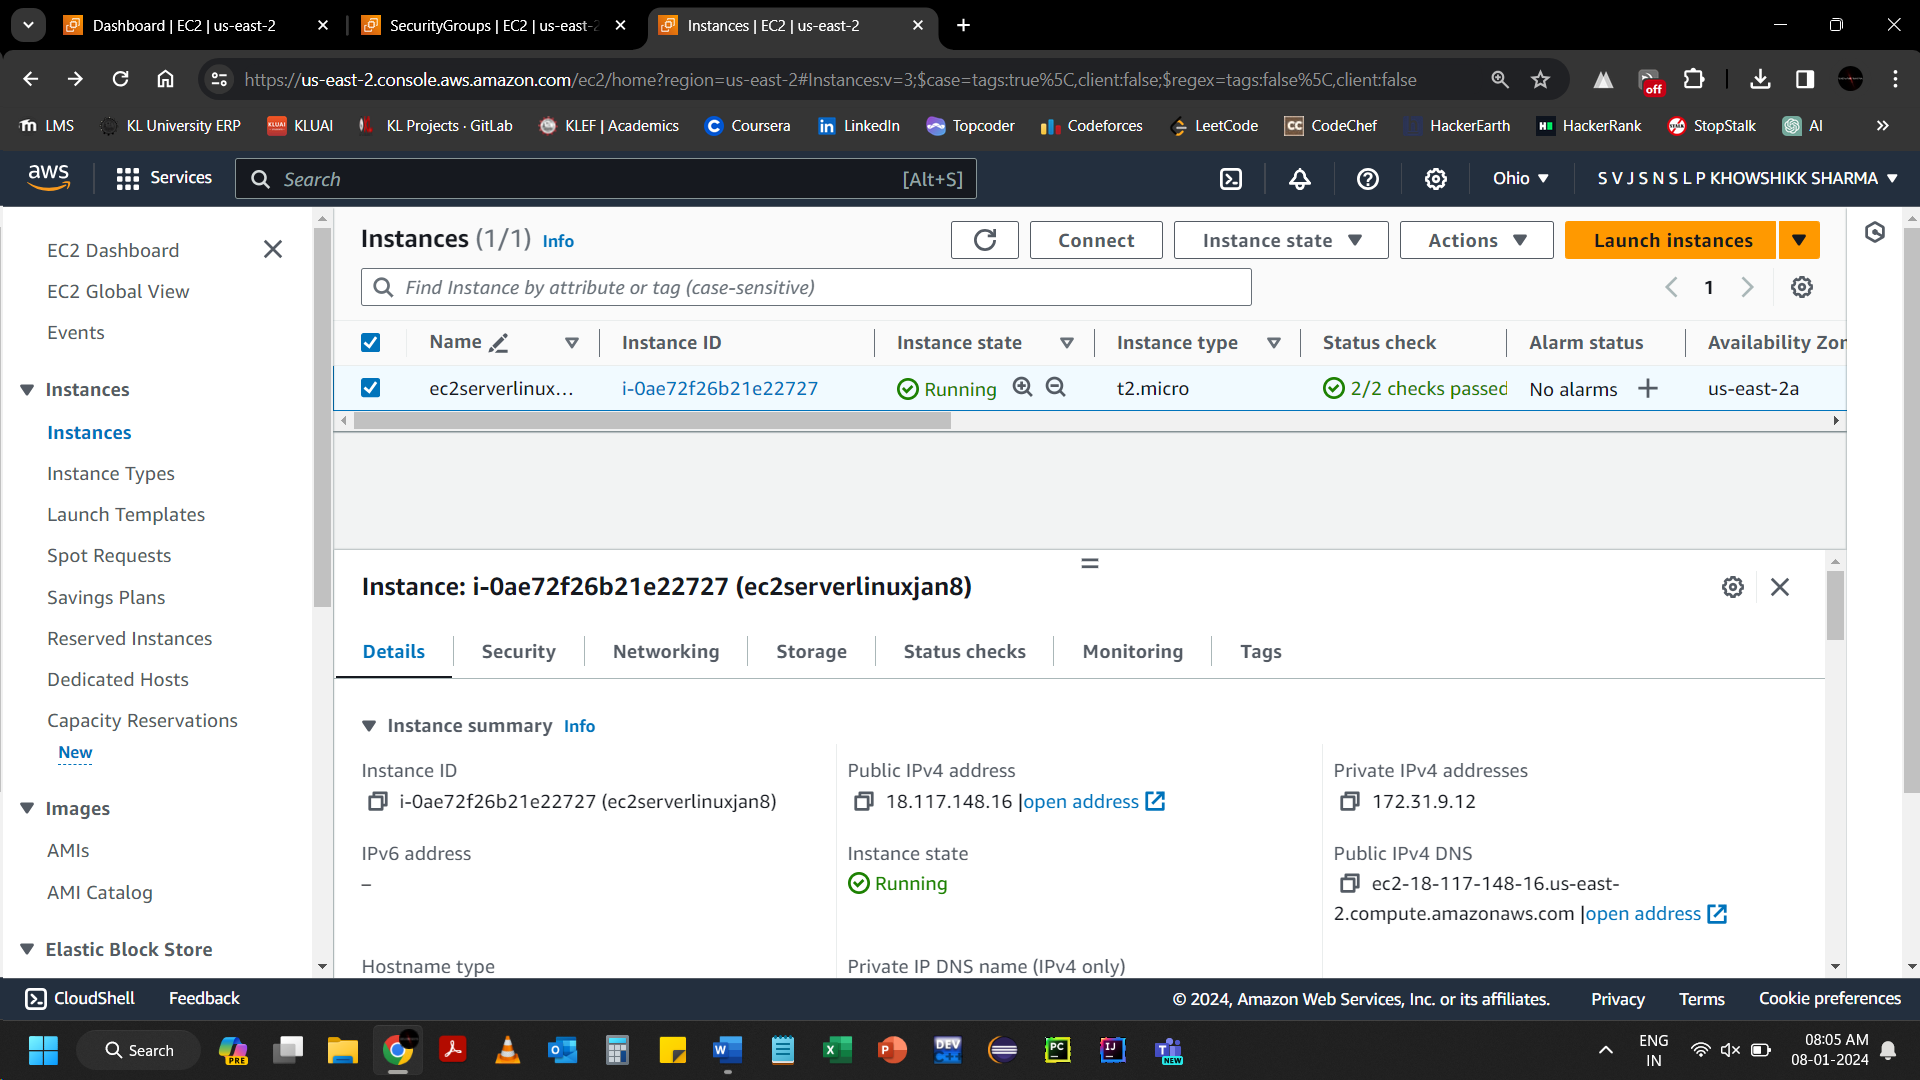 Dashboard | EC2 | us-east-2
SecurityGroups | EC2 | us-east-2
Instances | EC2 | us-east-2
https://us-east-2.console.aws.amazon.com/ec2/home?region=us-east-2#Instances:v=3;$case=tags:true%5C,client:false;$regex=tags:false%5C,client:false
off
LMS KL University ERP KLUAI KL Projects · GitLab KLEF | Academics Coursera LinkedIn Topcoder Codeforces LeetCode CodeChef HackerEarth HackerRank StopStalk AI
aws Services Search [Alt+S] Ohio S V J S N S L P KHOWSHIKK SHARMA
EC2 Dashboard
EC2 Global View
Events
Instances
Instances
Instance Types
Launch Templates
Spot Requests
Savings Plans
Reserved Instances
Dedicated Hosts
Capacity Reservations
New
Images
AMIs
AMI Catalog
Elastic Block Store
Instances (1/1) Info
Connect Instance state Actions Launch instances
Find Instance by attribute or tag (case-sensitive)
1
Name Instance ID Instance state Instance type Status check Alarm status Availability Zon
ec2serverlinux... i-0ae72f26b21e22727 Running t2.micro 2/2 checks passed No alarms us-east-2a
Instance: i-0ae72f26b21e22727 (ec2serverlinuxjan8)
Details Security Networking Storage Status checks Monitoring Tags
Instance summary Info
Instance ID
i-0ae72f26b21e22727 (ec2serverlinuxjan8)
Public IPv4 address
18.117.148.16 |open address
Private IPv4 addresses
172.31.9.12
IPv6 address
–
Instance state
Running
Public IPv4 DNS
ec2-18-117-148-16.us-east-
2.compute.amazonaws.com |open address
Hostname type
Private IP DNS name (IPv4 only)
CloudShell Feedback © 2024, Amazon Web Services, Inc. or its affiliates. Privacy Terms Cookie preferences
Search
PRE
DEV
NEW
ENG
IN
08:05 AM
08-01-2024